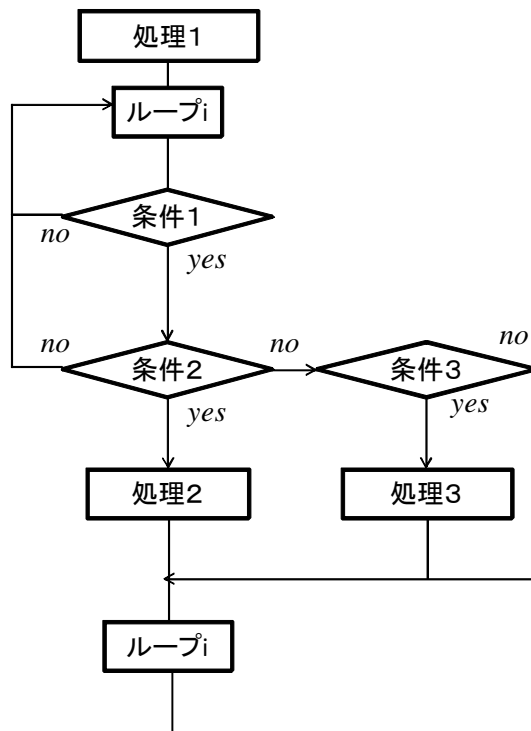 処理1
ループi
条件1
no
yes
no
条件2
no
条件3
no
yes
yes
処理2
処理3
ループi